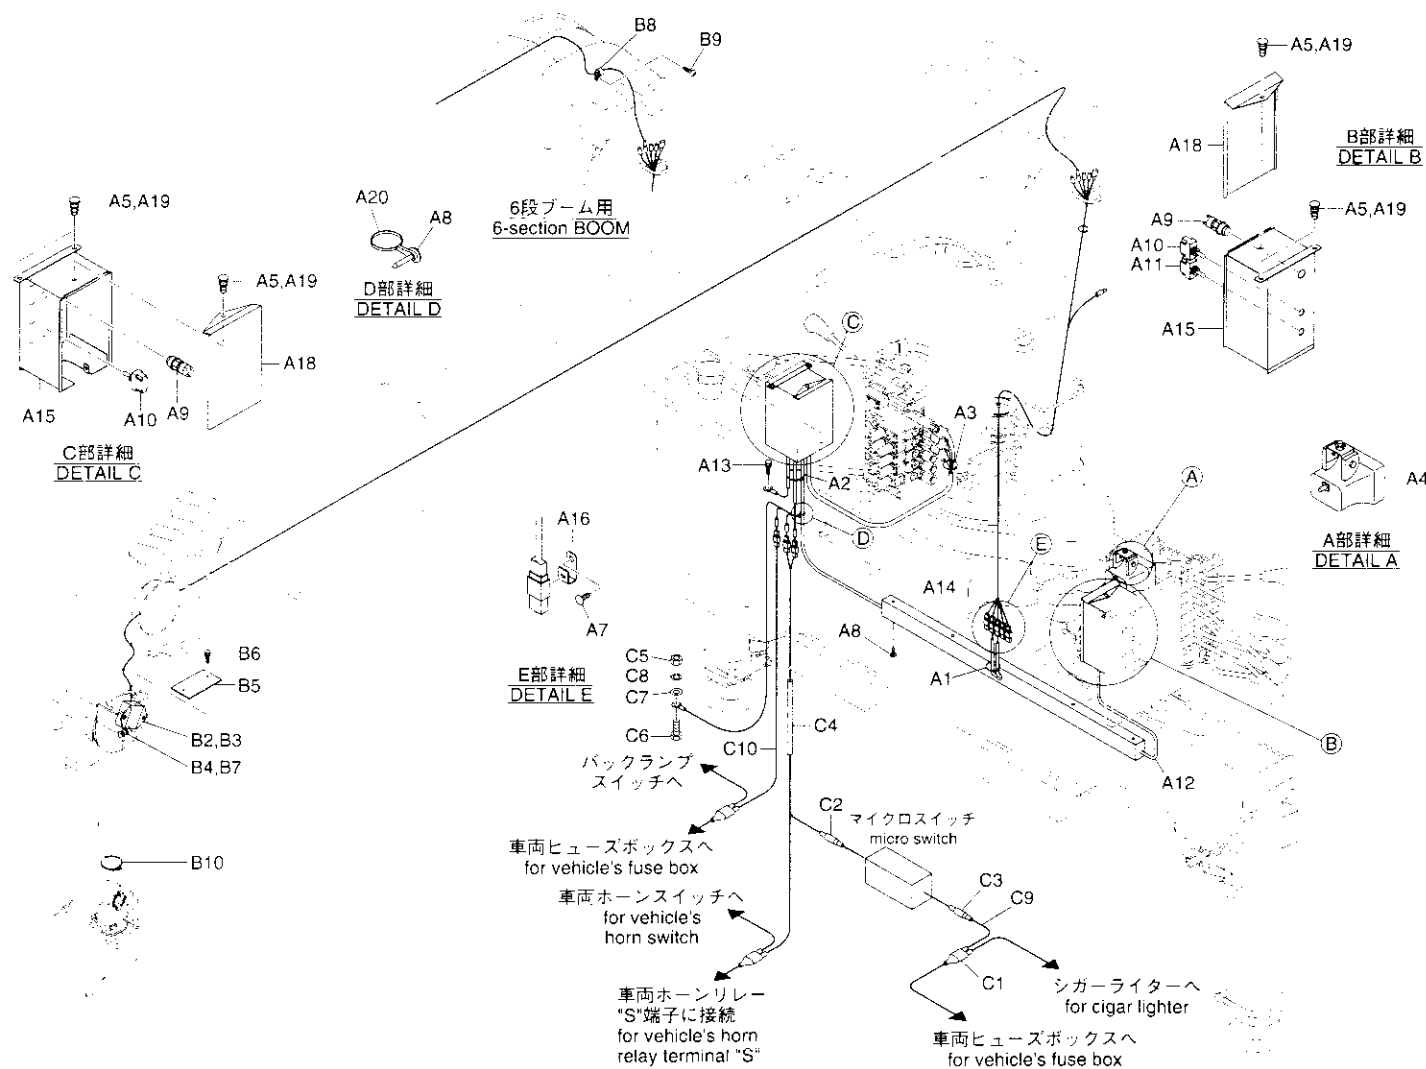 B8
B9
A5,A19
A18
B部詳細
DETAIL B
A5,A19
A9
A10
A11
A15
A5,A19
A20
A8
D部詳細
DETAIL D
6段ブーム用
6-section BOOM
A5,A19
A18
A15
A10
A9
C部詳細
DETAIL C
C
A3
A13
A2
D
A16
A7
E部詳細
DETAIL E
A
A4
A部詳細
DETAIL A
E
A14
A8
A1
B
A12
B6
B5
B2,B3
B4,B7
B10
C5
C8
C7
C6
C10
C4
バックランプ
スイッチへ
車両ヒューズボックスへ
for vehicle's fuse box
C2
マイクロスイッチ
micro switch
C3
C9
C1
車両ホーンスイッチへ
for vehicle's
horn switch
車両ホーンリレー
"S"端子に接続
for vehicle's horn
relay terminal "S"
シガーライターへ
for cigar lighter
車両ヒューズボックスへ
for vehicle's fuse box